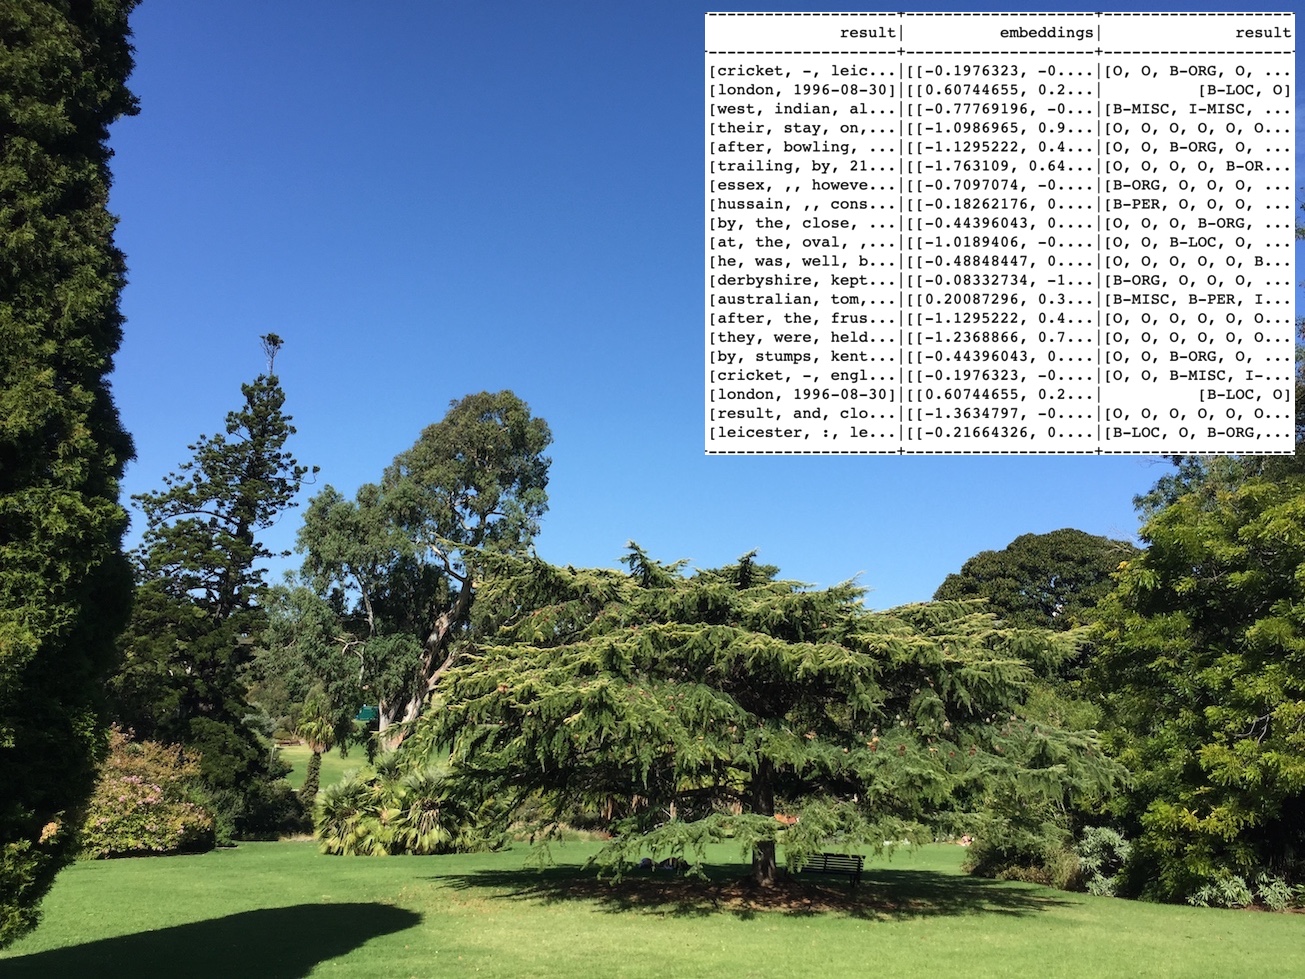 --------------------+--------------------+--------------------
result| embeddings| result
--------------------+--------------------+--------------------
[cricket, -, leic...|[[-0.1976323, -0....|[O, O, B-ORG, O, ...
[london, 1996-08-30]|[[0.60744655, 0.2...| [B-LOC, O]
[west, indian, al...|[[-0.77769196, -0...|[B-MISC, I-MISC, ...
[their, stay, on,...|[[-1.0986965, 0.9...|[O, O, O, O, O, O...
[after, bowling, ...|[[-1.1295222, 0.4...|[O, O, B-ORG, O, ...
[trailing, by, 21...|[[-1.763109, 0.64...|[O, O, O, O, B-OR...
[essex, ,, howeve...|[[-0.7097074, -0....|[B-ORG, O, O, O, ...
[hussain, ,, cons...|[[-0.18262176, 0....|[B-PER, O, O, O, ...
[by, the, close, ...|[[-0.44396043, 0....|[O, O, O, B-ORG, ...
[at, the, oval, ,...|[[-1.0189406, -0....|[O, O, B-LOC, O, ...
[he, was, well, b...|[[-0.48848447, 0....|[O, O, O, O, O, B...
[derbyshire, kept...|[[-0.08332734, -1...|[B-ORG, O, O, O, ...
[australian, tom,...|[[0.20087296, 0.3...|[B-MISC, B-PER, I...
[after, the, frus...|[[-1.1295222, 0.4...|[O, O, O, O, O, O...
[they, were, held...|[[-1.2368866, 0.7...|[O, O, O, O, O, O...
[by, stumps, kent...|[[-0.44396043, 0....|[O, O, B-ORG, O, ...
[cricket, -, engl...|[[-0.1976323, -0....|[O, O, B-MISC, I-...
[london, 1996-08-30]|[[0.60744655, 0.2...| [B-LOC, O]
[result, and, clo...|[[-1.3634797, -0....|[O, O, O, O, O, O...
[leicester, :, le...|[[-0.21664326, 0....|[B-LOC, O, B-ORG,...
--------------------+--------------------+--------------------